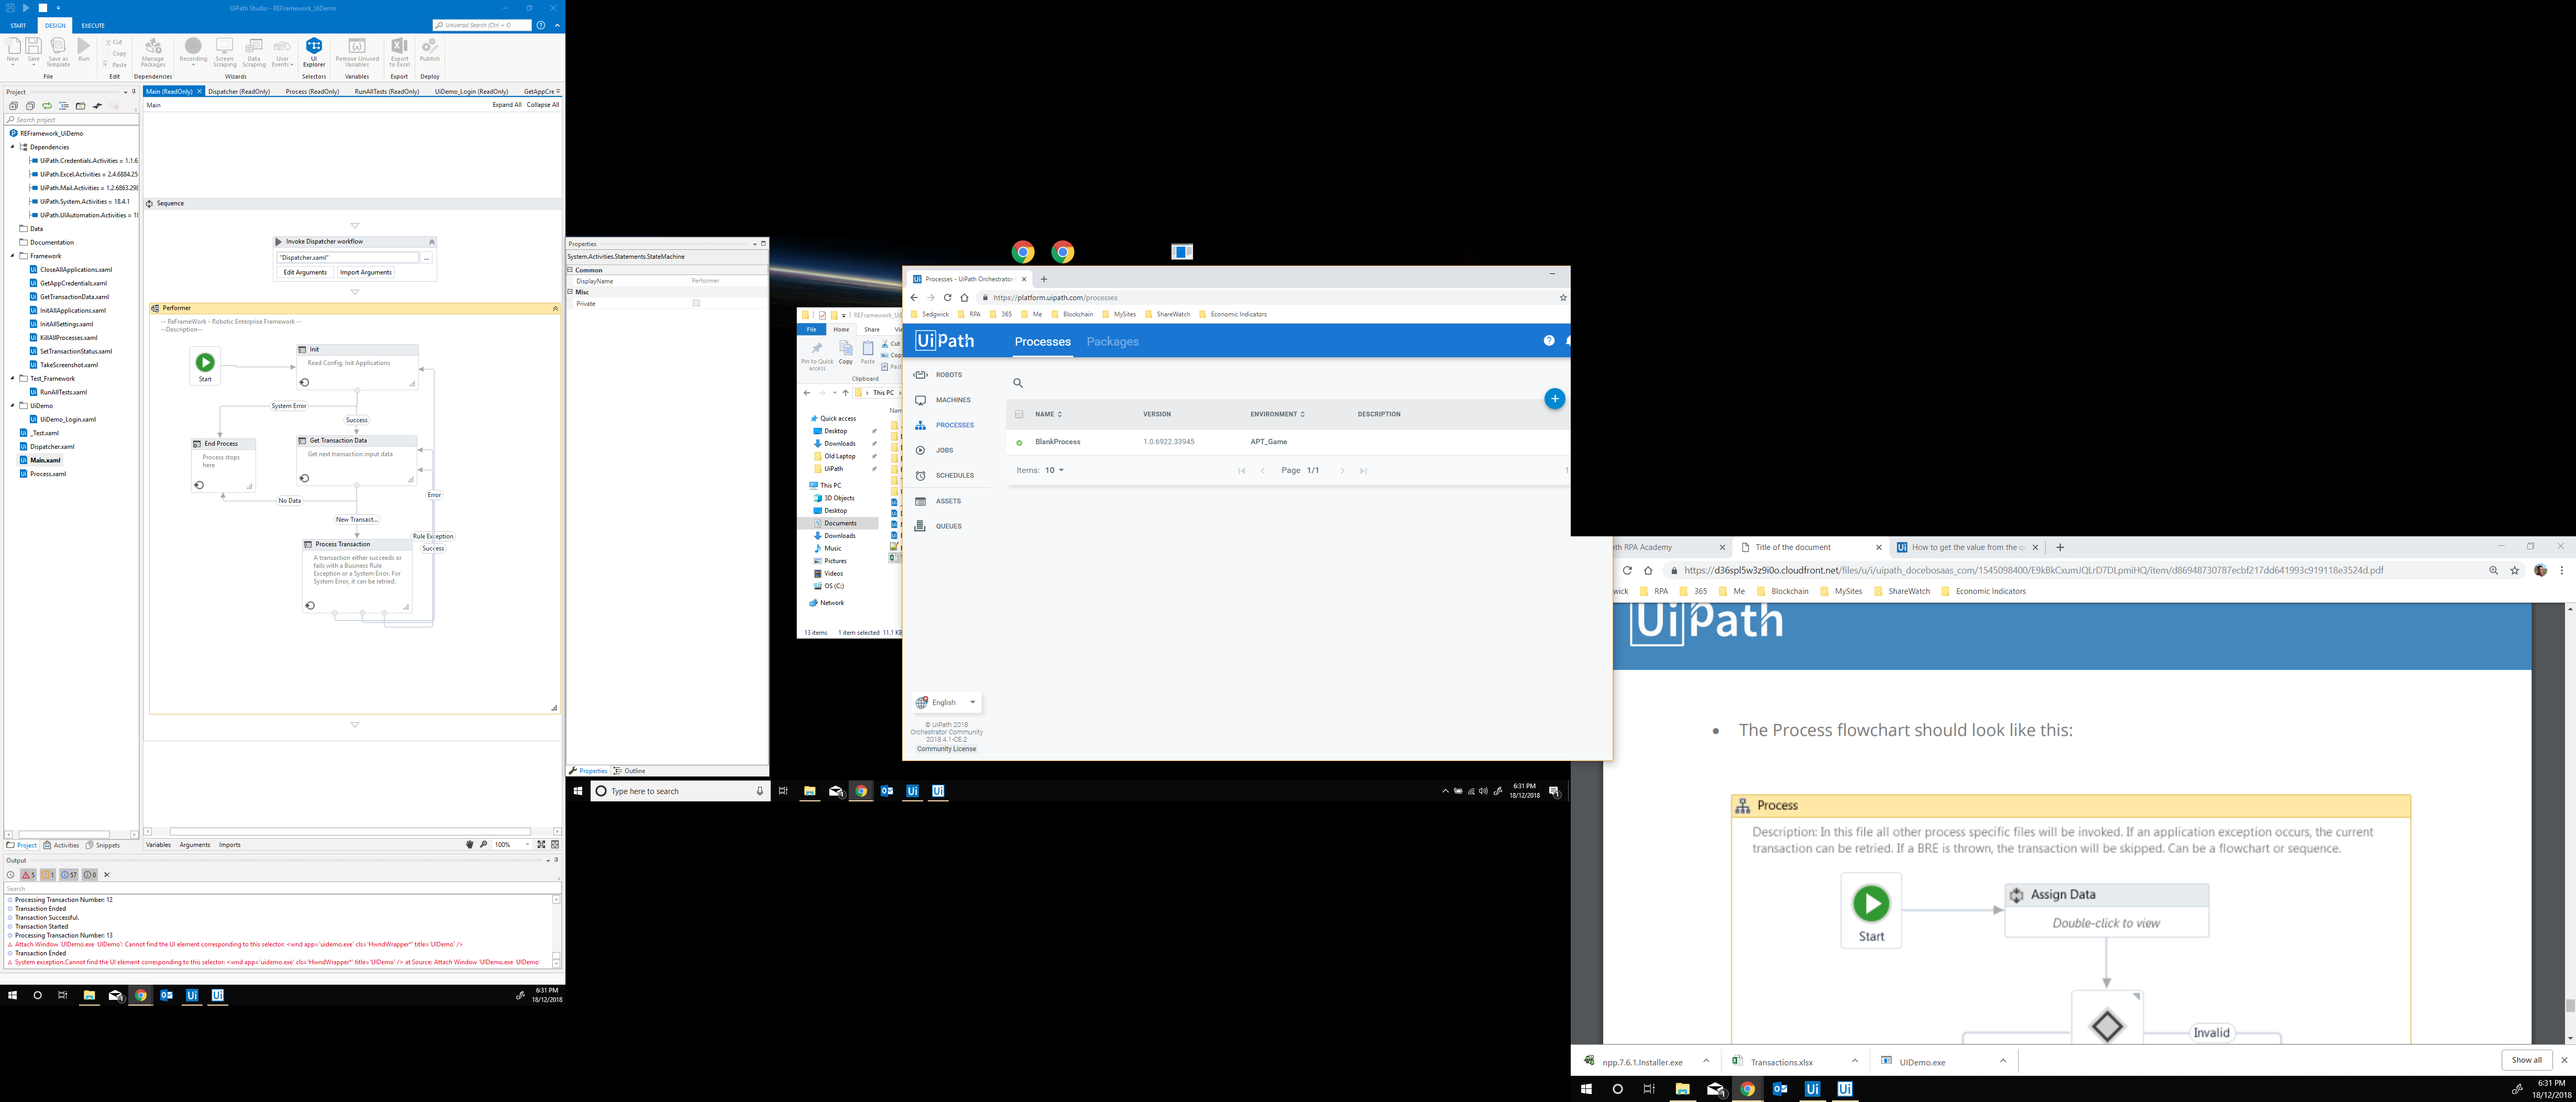 UiPath Studio - REFramework_UiDemo
START DESIGN EXECUTE
Universal Search (Ctrl + F)
New Save Save as Template Run
Cut
Copy
Paste
Manage Packages
Recording Screen Scraping Data Scraping User Events
UI Explorer
Remove Unused Variables
Export to Excel
Publish
File Edit Dependencies Wizards Selectors Variables Export Deploy
Project
Search project
REFramework_UiDemo
Dependencies
UiPath.Credentials.Activities = 1.1.6
UiPath.Excel.Activities = 2.4.6884.25
UiPath.Mail.Activities = 1.2.6863.298
UiPath.System.Activities = 18.4.1
UiPath.UIAutomation.Activities = 18
Data
Documentation
Framework
CloseAllApplications.xaml
GetAppCredentials.xaml
GetTransactionData.xaml
InitAllApplications.xaml
InitAllSettings.xaml
KillAllProcesses.xaml
SetTransactionStatus.xaml
TakeScreenshot.xaml
Test_Framework
RunAllTests.xaml
UiDemo
UiDemo_Login.xaml
_Test.xaml
Dispatcher.xaml
Main.xaml
Process.xaml
Project Activities Snippets
Main (ReadOnly) Dispatcher (ReadOnly) Process (ReadOnly) RunAllTests (ReadOnly) UiDemo_Login (ReadOnly) GetAppCre
Main
Expand All Collapse All
Sequence
Invoke Dispatcher workflow
"Dispatcher.xaml"
...
Edit Arguments Import Arguments
Performer
-- ReFrameWork - Robotic Enterprise Framework --
--Description--
Start
Init
Read Config, Init Applications
System Error
Success
End Process
Process stops here
Get Transaction Data
Get next transaction input data
No Data
Error
New Transact...
Rule Exception
Success
Process Transaction
A transaction either succeeds or
fails with a Business Rule
Exception or a System Error. For
System Error, it can be retried.
Variables Arguments Imports
100%
Output
5 1 57 0
Search
Processing Transaction Number: 12
Transaction Ended
Transaction Successful.
Transaction Started
Processing Transaction Number: 13
Attach Window 'UIDemo.exe UIDemo': Cannot find the UI element corresponding to this selector: <wnd app='uidemo.exe' cls='HwndWrapper*' title='UIDemo' />
Transaction Ended
System exception.Cannot find the UI element corresponding to this selector: <wnd app='uidemo.exe' cls='HwndWrapper*' title='UIDemo' /> at Source: Attach Window 'UIDemo.exe UIDemo'
6:31 PM
18/12/2018
Properties
System.Activities.Statements.StateMachine
Common
DisplayName Performer
Misc
Private
Properties Outline
Type here to search
REFramework_UiD
File Home Share
Pin to Quick access
Copy
Paste
Cut
Clipboard
This PC
Quick access
Desktop
Downloads
Old Laptop
UiPath
This PC
3D Objects
Desktop
Documents
Downloads
Music
Pictures
Videos
OS (C:)
Network
13 items 1 item selected 11.1 KB
Processes - UiPath Orchestrator
https://platform.uipath.com/processes
Sedgwick RPA 365 Me Blockchain MySites ShareWatch Economic Indicators
UiPath
Processes Packages
ROBOTS
MACHINES
PROCESSES
JOBS
SCHEDULES
ASSETS
QUEUES
NAME VERSION ENVIRONMENT DESCRIPTION
BlankProcess 1.0.6922.33945 APT_Game
Items: 10
Page 1/1
English
© UiPath 2018
Orchestrator Community
2018.4.1-CE.2
Community License
6:31 PM
18/12/2018
ath RPA Academy
Title of the document
How to get the value from the q
https://d36spl5w3z9i0o.cloudfront.net/files/u/i/uipath_docebosaas_com/1545098400/E9kBkCxumJQLrD7DLpmiHQ/item/d86948730787ecbf217dd641993c919118e3524d.pdf
wick RPA 365 Me Blockchain MySites ShareWatch Economic Indicators
UiPath
• The Process flowchart should look like this:
Process
Description: In this file all other process specific files will be invoked. If an application exception occurs, the current
transaction can be retried. If a BRE is thrown, the transaction will be skipped. Can be a flowchart or sequence.
Start
Assign Data
Double-click to view
Invalid
npp.7.6.1.Installer.exe
Transactions.xlsx
UIDemo.exe
Show all
6:31 PM
18/12/2018